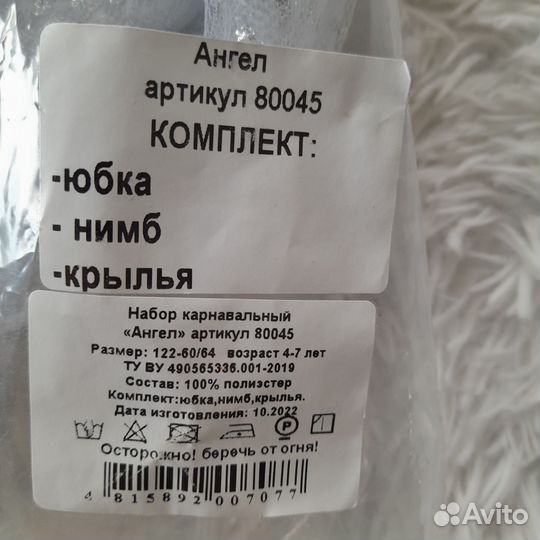 Ангел
артикул 80045
КОМПЛЕКТ:
-юбка
- нимб
-крылья
Набор карнавальный
«Ангел» артикул 80045
Размер: 122-60/64 возраст 4-7 лет
ТУ BY 490565336.001-2019
Состав: 100% полиэстер
Комплект:юбка,нимб,крылья.
Дата изготовления: 10.2022
P
Осторожно! беречь от огня!
4 815892 007077
Avito